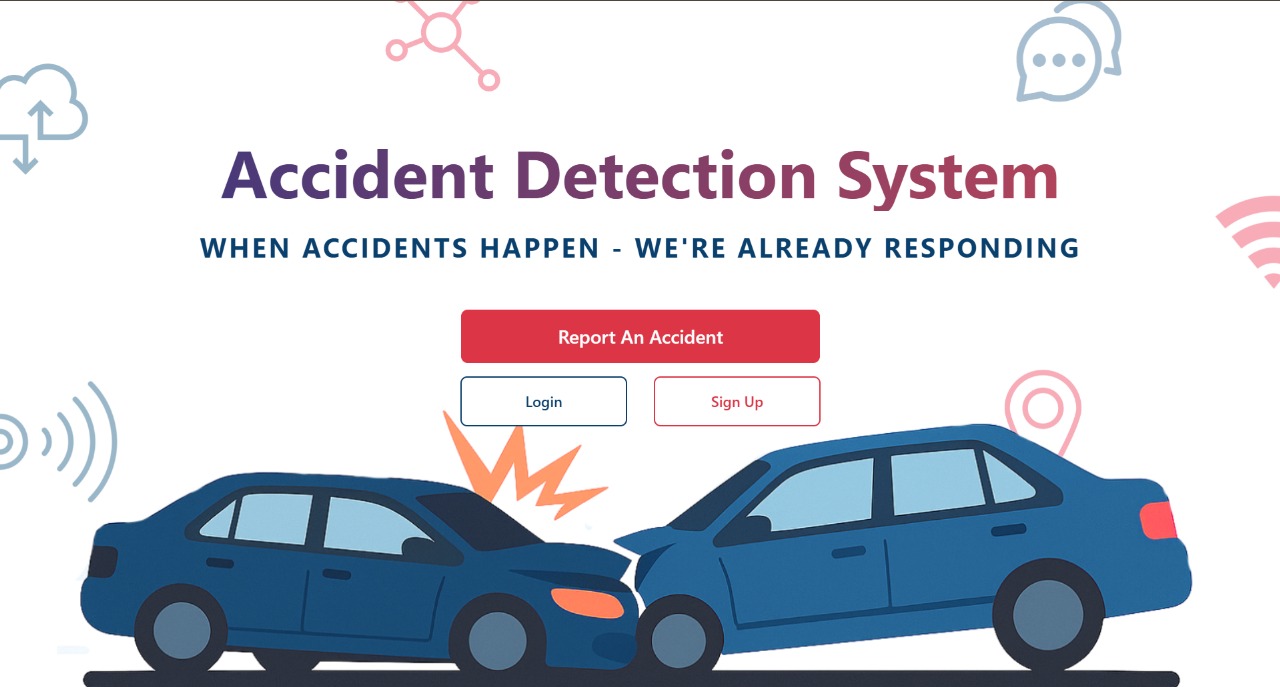 Accident Detection System
WHEN ACCIDENTS HAPPEN - WE'RE ALREADY RESPONDING
Report An Accident
Login
Sign Up